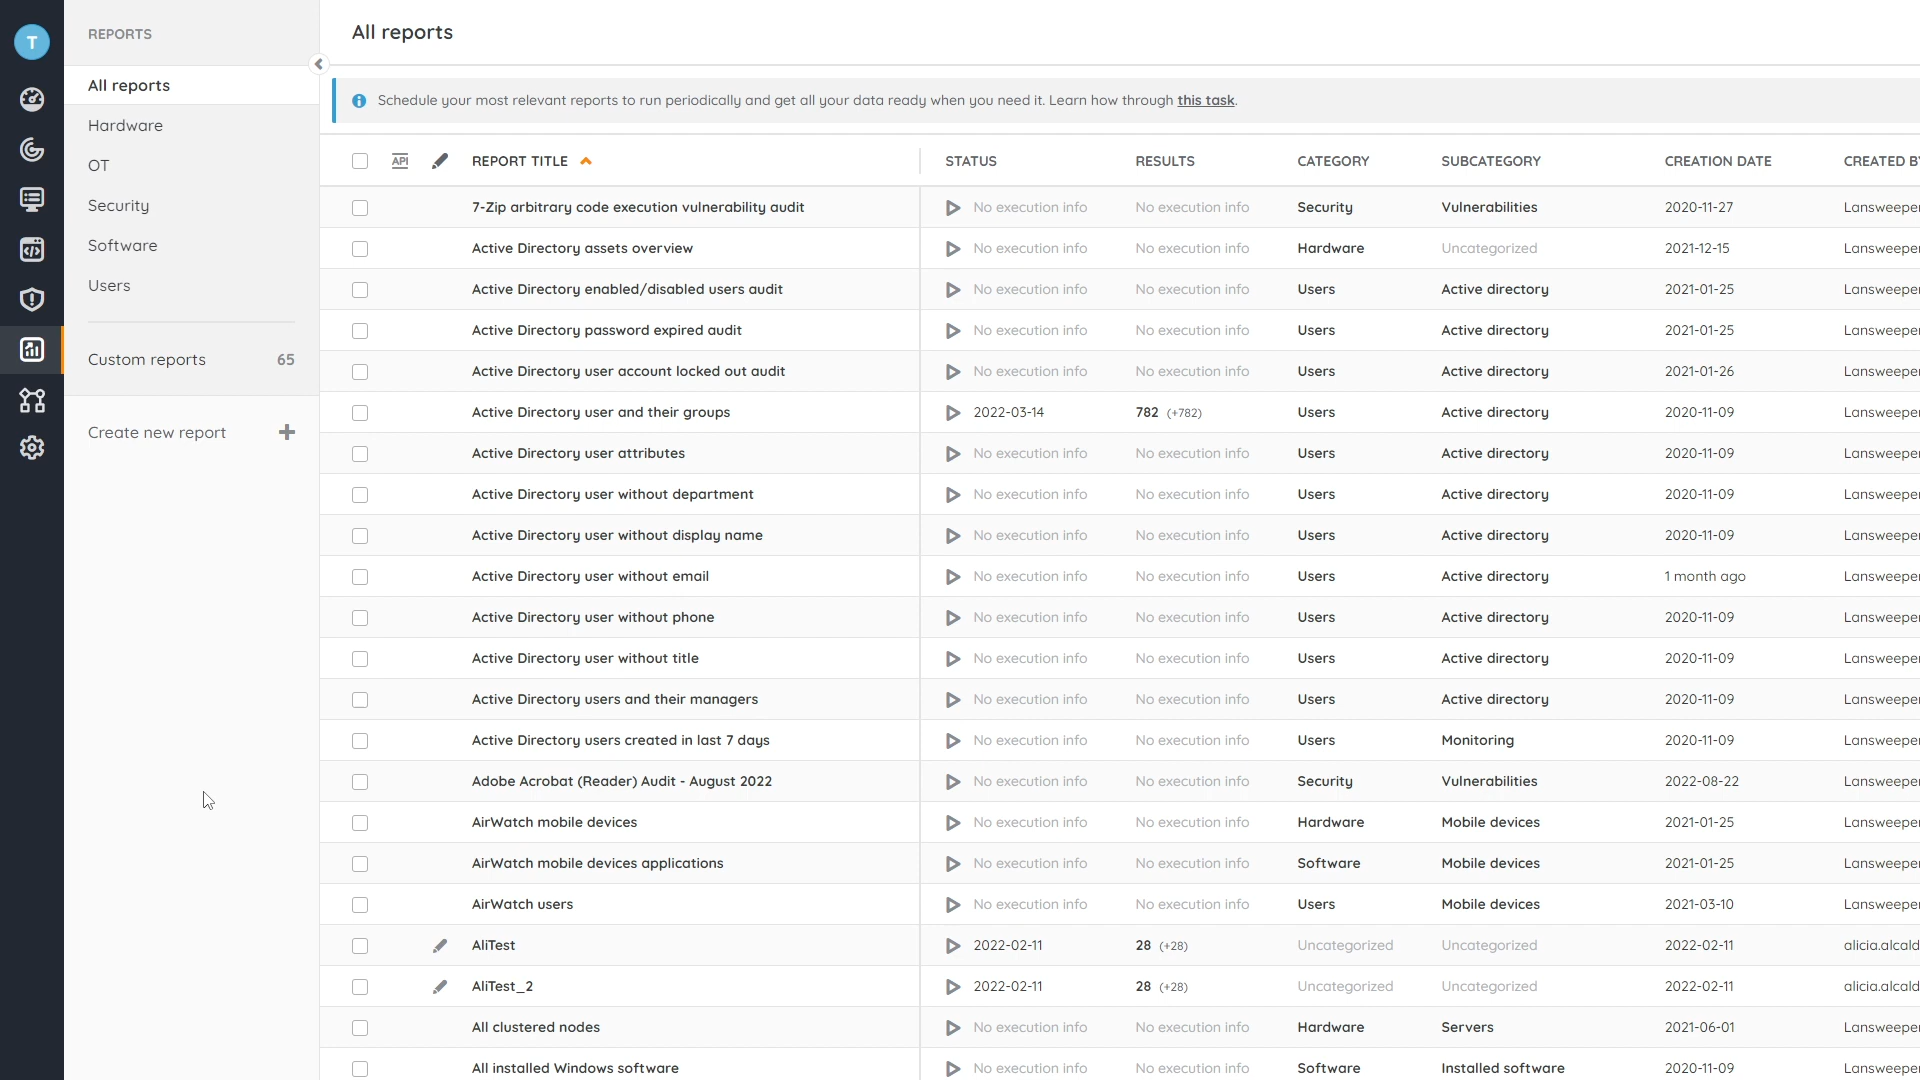 T
REPORTS
All reports
Hardware
OT
Security
Software
Users
Custom reports 65
Create new report
All reports
Schedule your most relevant reports to run periodically and get all your data ready when you need it. Learn how through this task.
API REPORT TITLE STATUS RESULTS CATEGORY SUBCATEGORY CREATION DATE CREATED BY
7-Zip arbitrary code execution vulnerability audit No execution info No execution info Security Vulnerabilities 2020-11-27 Lansweeper
Active Directory assets overview No execution info No execution info Hardware Uncategorized 2021-12-15 Lansweeper
Active Directory enabled/disabled users audit No execution info No execution info Users Active directory 2021-01-25 Lansweeper
Active Directory password expired audit No execution info No execution info Users Active directory 2021-01-25 Lansweeper
Active Directory user account locked out audit No execution info No execution info Users Active directory 2021-01-26 Lansweeper
Active Directory user and their groups 2022-03-14 782 (+782) Users Active directory 2020-11-09 Lansweeper
Active Directory user attributes No execution info No execution info Users Active directory 2020-11-09 Lansweeper
Active Directory user without department No execution info No execution info Users Active directory 2020-11-09 Lansweeper
Active Directory user without display name No execution info No execution info Users Active directory 2020-11-09 Lansweeper
Active Directory user without email No execution info No execution info Users Active directory 1 month ago Lansweeper
Active Directory user without phone No execution info No execution info Users Active directory 2020-11-09 Lansweeper
Active Directory user without title No execution info No execution info Users Active directory 2020-11-09 Lansweeper
Active Directory users and their managers No execution info No execution info Users Active directory 2020-11-09 Lansweeper
Active Directory users created in last 7 days No execution info No execution info Users Monitoring 2020-11-09 Lansweeper
Adobe Acrobat (Reader) Audit - August 2022 No execution info No execution info Security Vulnerabilities 2022-08-22 Lansweeper
AirWatch mobile devices No execution info No execution info Hardware Mobile devices 2021-01-25 Lansweeper
AirWatch mobile devices applications No execution info No execution info Software Mobile devices 2021-01-25 Lansweeper
AirWatch users No execution info No execution info Users Mobile devices 2021-03-10 Lansweeper
AliTest 2022-02-11 28 (+28) Uncategorized Uncategorized 2022-02-11 alicia.alcald
AliTest_2 2022-02-11 28 (+28) Uncategorized Uncategorized 2022-02-11 alicia.alcald
All clustered nodes No execution info No execution info Hardware Servers 2021-06-01 Lansweeper
All installed Windows software No execution info No execution info Software Installed software 2020-11-09 Lansweeper